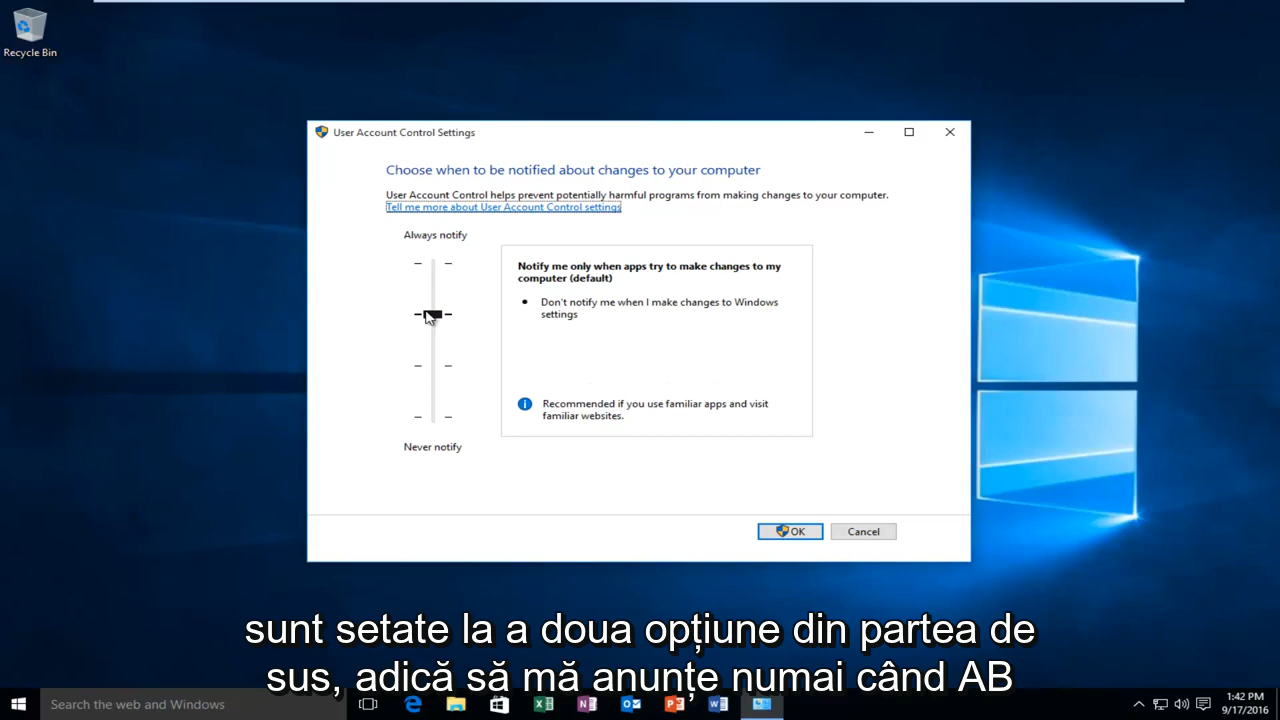 Recycle Bin
User Account Control Settings
Choose when to be notified about changes to your computer
User Account Control helps prevent potentially harmful programs from making changes to your computer.
Tell me more about User Account Control settings
Always notify
Notify me only when apps try to make changes to my
computer (default)
Don't notify me when I make changes to Windows
settings
Recommended if you use familiar apps and visit
familiar websites.
Never notify
OK
Cancel
sunt setate la a doua opțiune din partea de
sus, adică să mă anunțe numai când AB
Search the web and Windows
1:42 PM
9/17/2016